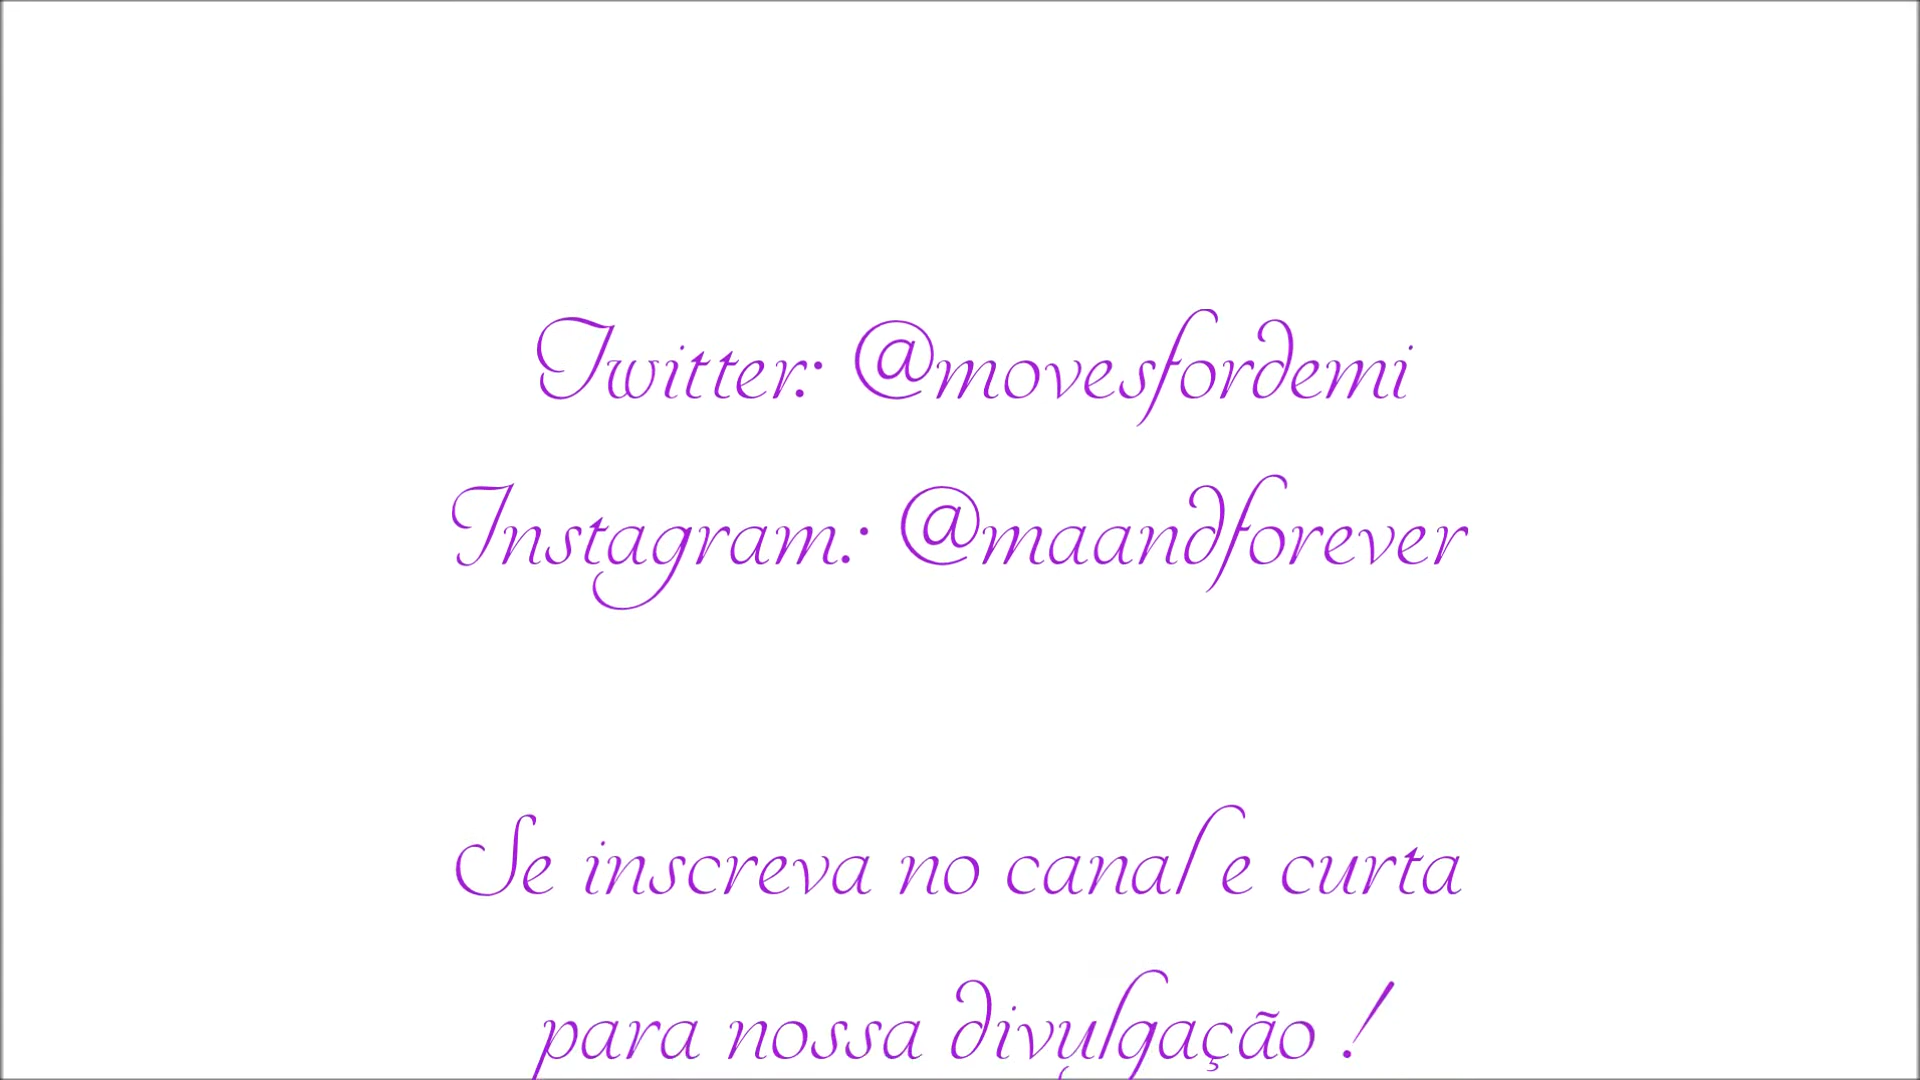 Twitter: @movesfordemi
Instagram: @maandforever
Se inscreva no canal e curta
para nossa divulgação !